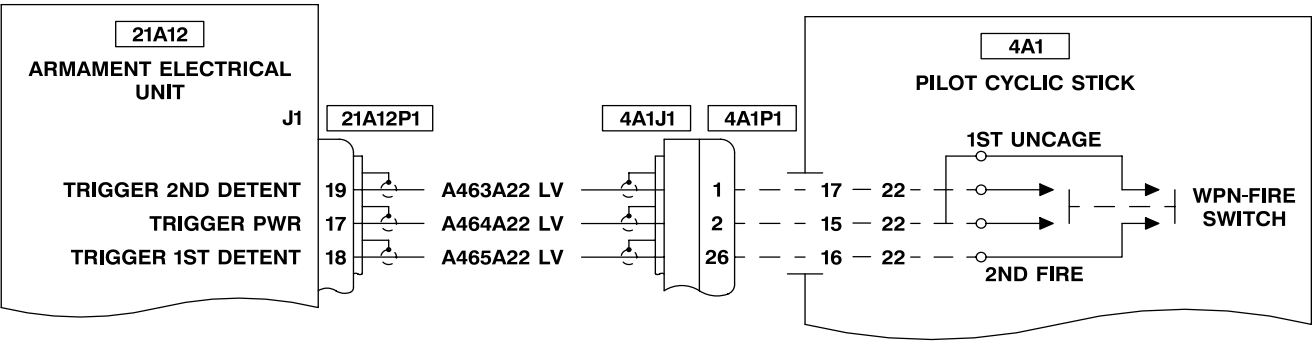 21A12
ARMAMENT ELECTRICAL
UNIT
J1
21A12P1
4A1J1
4A1P1
4A1
PILOT CYCLIC STICK
1ST UNCAGE
TRIGGER 2ND DETENT 19 A463A22 LV 1 17 22
TRIGGER PWR 17 A464A22 LV 2 15 22
TRIGGER 1ST DETENT 18 A465A22 LV 26 16 22
WPN-FIRE
SWITCH
2ND FIRE